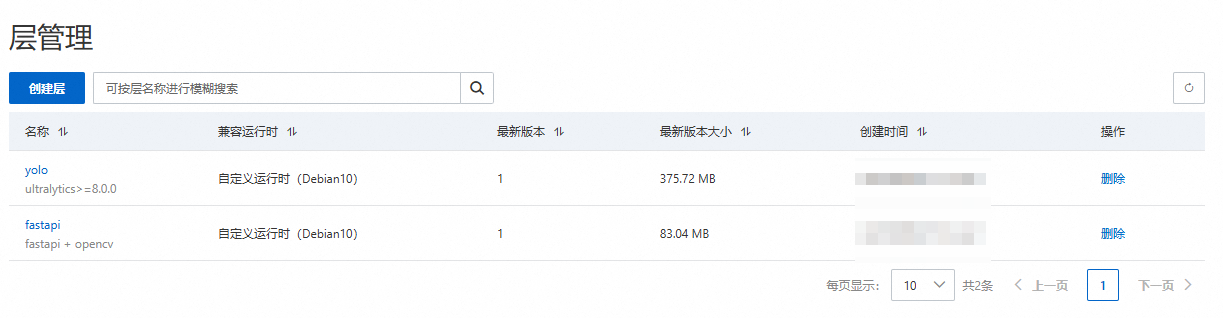 层管理
创建层 可按层名称进行模糊搜索
名称 兼容运行时 最新版本 最新版本大小 创建时间 操作
yolo
ultralytics>=8.0.0
自定义运行时（Debian10） 1 375.72 MB 删除
fastapi
fastapi + opencv
自定义运行时（Debian10） 1 83.04 MB 删除
每页显示： 10 共2条 上一页 1 下一页